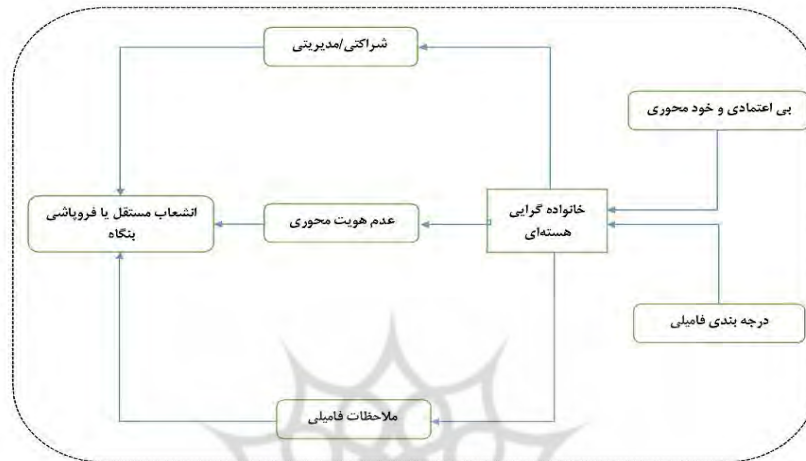 شراکتی/مدیریتی
بی اعتمادی و خود محوری
خانواده گرایی
هسته‌ای
عدم هویت محوری
انشعاب مستقل یا فروپاشی
بنگاه
درجه بندی فامیلی
ملاحظات فامیلی